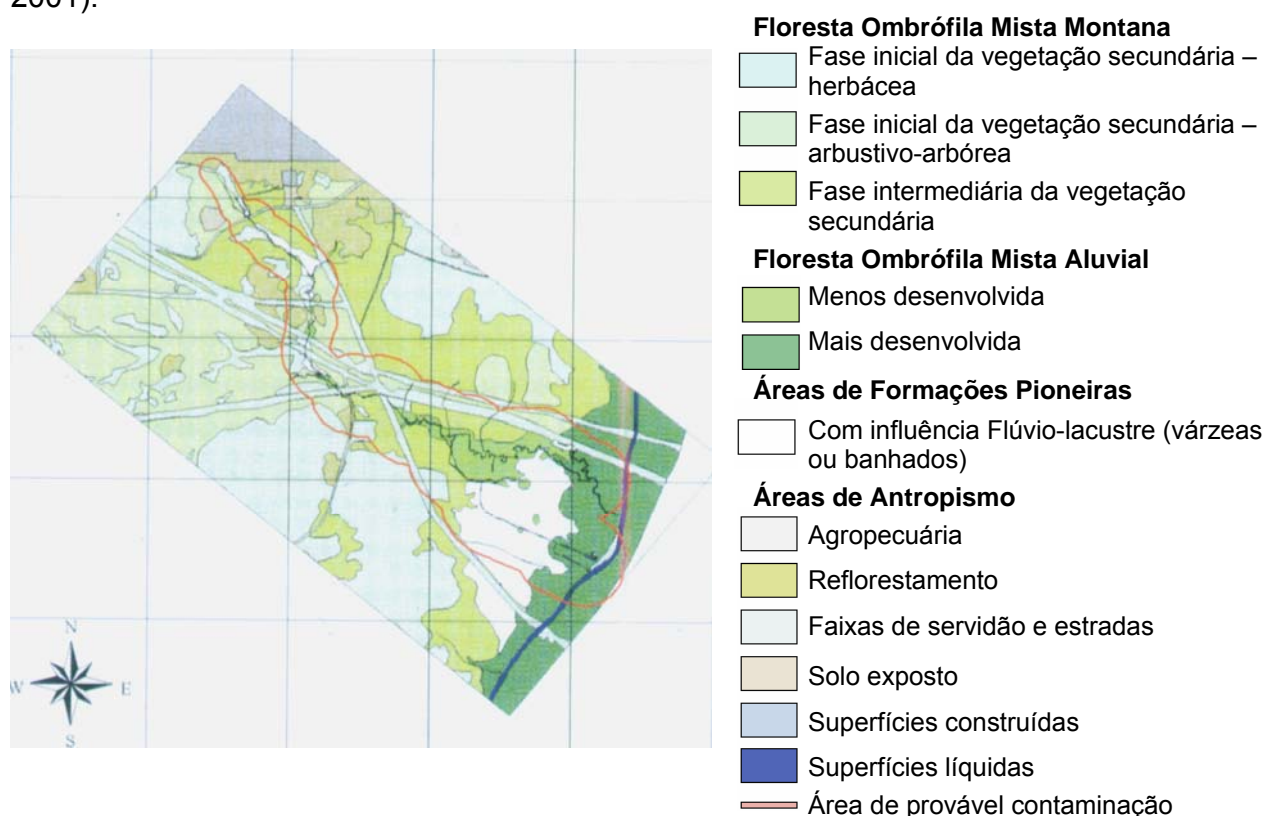 2001).
Floresta Ombrófila Mista Montana
Fase inicial da vegetação secundária –
herbácea
Fase inicial da vegetação secundária –
arbustivo-arbórea
Fase intermediária da vegetação
secundária
Floresta Ombrófila Mista Aluvial
Menos desenvolvida
Mais desenvolvida
Áreas de Formações Pioneiras
Com influência Flúvio-lacustre (várzeas
ou banhados)
Áreas de Antropismo
Agropecuária
Reflorestamento
Faixas de servidão e estradas
Solo exposto
Superfícies construídas
Superfícies líquidas
Área de provável contaminação
N
W
E
S